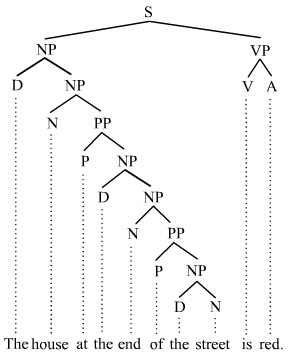 S
NP VP
D NP V A
N PP
P NP
D NP
N PP
P NP
D N
The house at the end of the street is red.